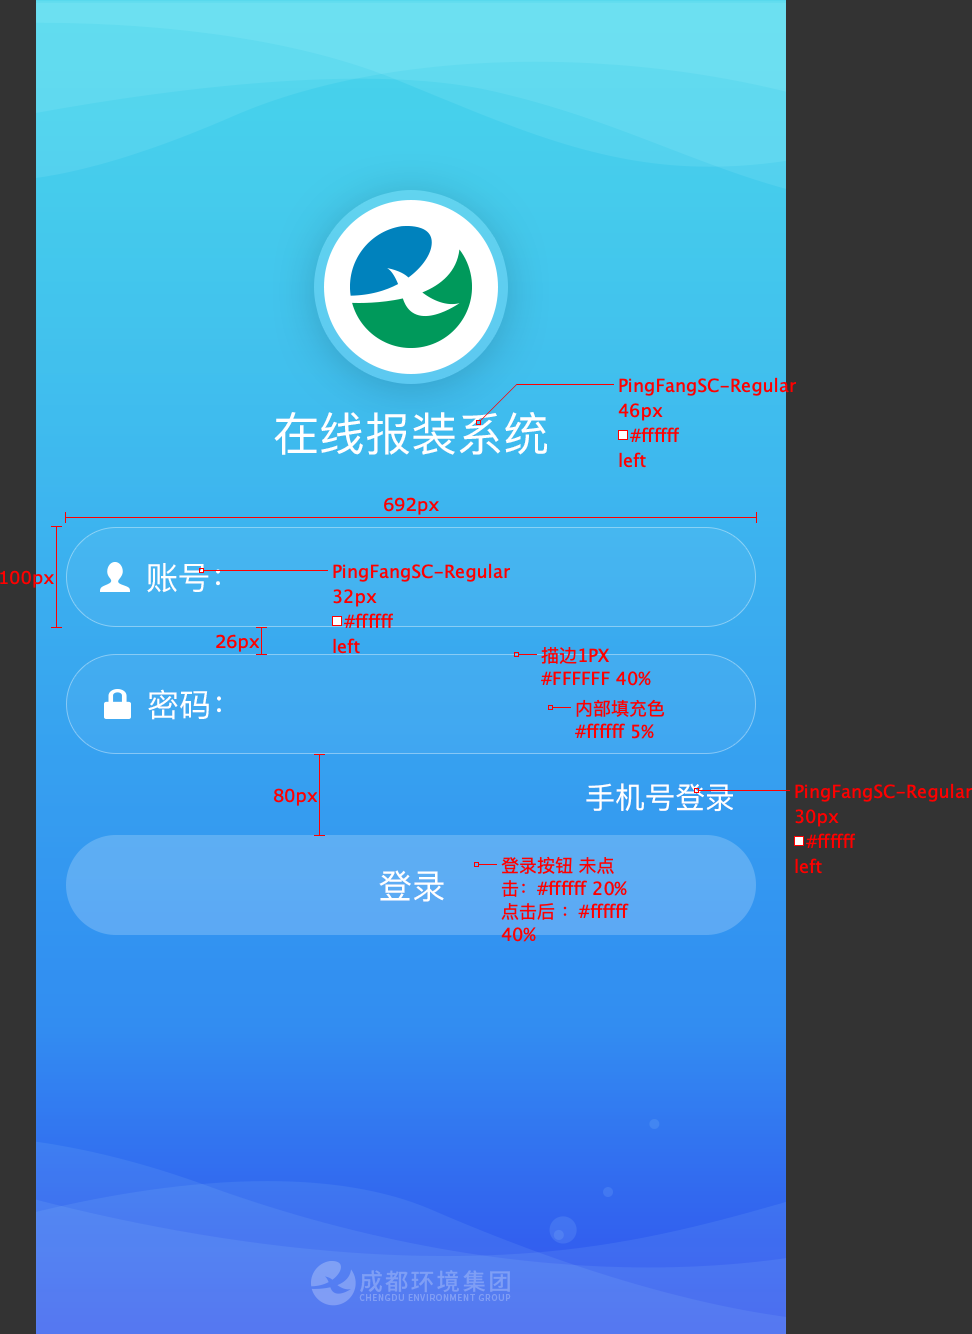 PingFangSC-Regular
46px
#ffffff
left
在线报装系统
692px
100px
账号：
PingFangSC-Regular
32px
#ffffff
left
26px
描边1PX
#FFFFFF 40%
密码：
内部填充色
#ffffff 5%
80px
手机号登录
PingFangSC-Regular
30px
#ffffff
left
登录
登录按钮 未点
击：#ffffff 20%
点击后 ：#ffffff
40%
成都环境集团
CHENGDU ENVIRONMENT GROUP